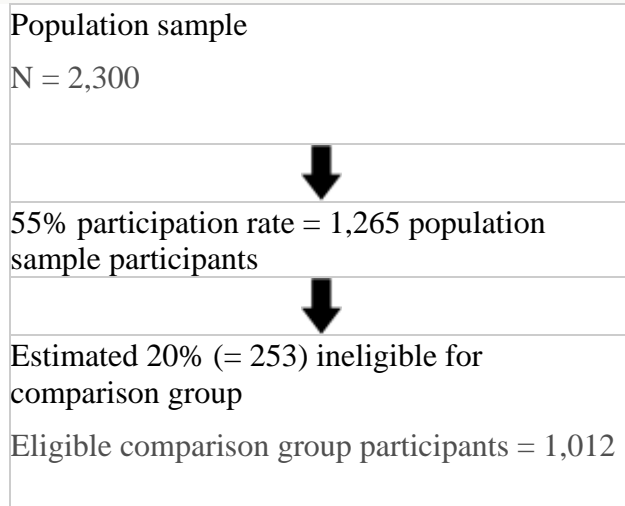 Population sample
N = 2,300
55% participation rate = 1,265 population
sample participants
Estimated 20% (= 253) ineligible for
comparison group
Eligible comparison group participants = 1,012